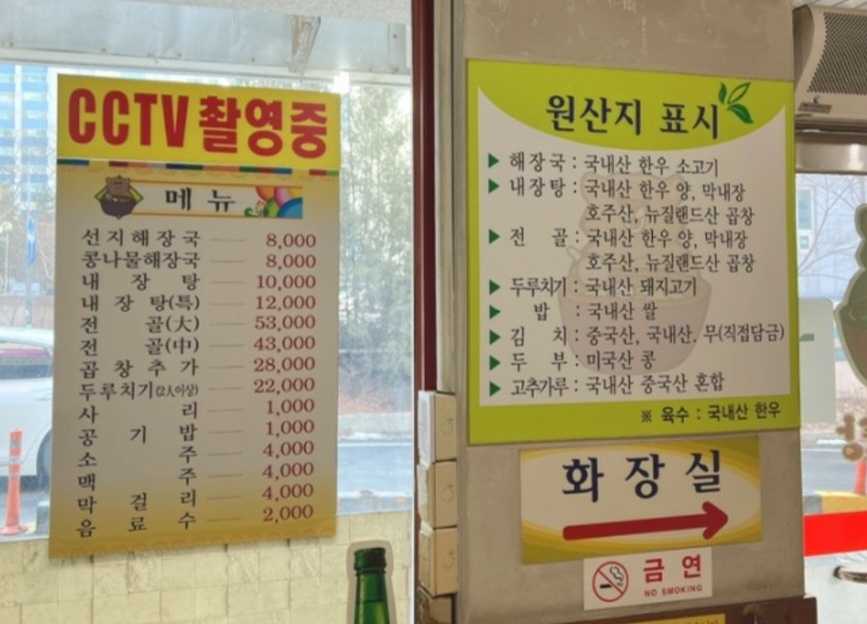 CCTV 촬영중
메뉴
선지해장국 8,000
콩나물해장국 8,000
내장탕 10,000
내장탕(특) 12,000
전골(大) 53,000
전골(中) 43,000
곱창추가 28,000
두루치기(2人이상) 22,000
사리 1,000
공기밥 1,000
소주 4,000
맥주 4,000
막걸리 4,000
음료수 2,000
원산지 표시
▶ 해장국 : 국내산 한우 소고기
▶ 내장탕 : 국내산 한우 양, 막내장
호주산, 뉴질랜드산 곱창
▶ 전골 : 국내산 한우 양, 막내장
호주산, 뉴질랜드산 곱창
▶ 두루치기 : 국내산 돼지고기
▶ 밥 : 국내산 쌀
▶ 김치 : 중국산, 국내산. 무(직접담금)
▶ 두부 : 미국산 콩
▶ 고추가루 : 국내산 중국산 혼합
※ 육수 : 국내산 한우
화장실
금연
NO SMOKING